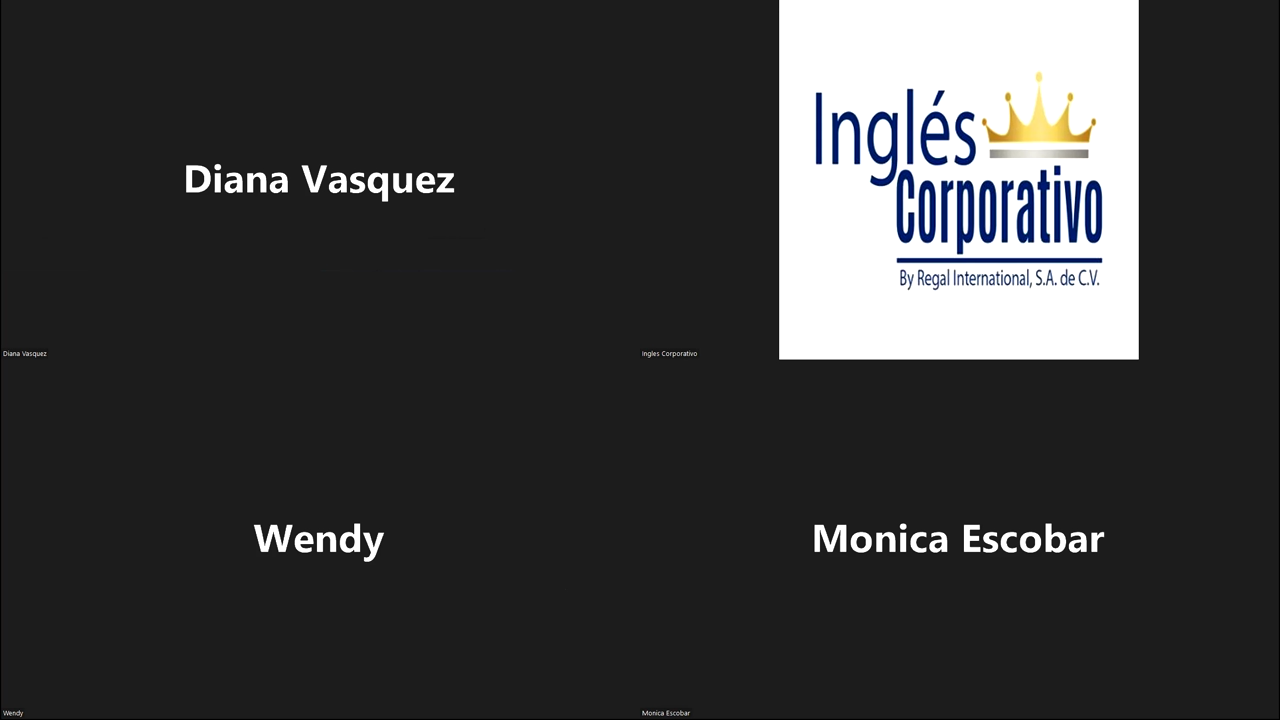 Diana Vasquez
Diana Vasquez
Inglés
Corporativo
By Regal International, S.A. de C.V.
Ingles Corporativo
Wendy
Wendy
Monica Escobar
Monica Escobar